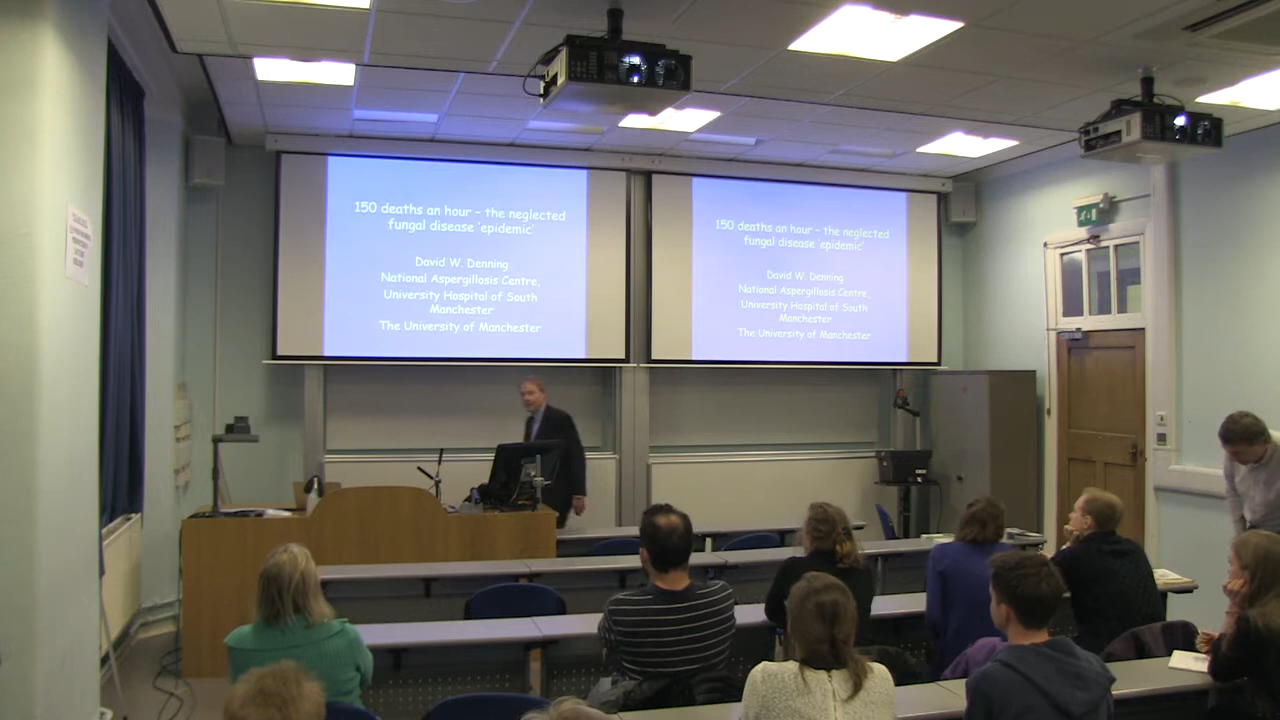 150 deaths an hour – the neglected
fungal disease 'epidemic'
David W. Denning
National Aspergillosis Centre,
University Hospital of South
Manchester
The University of Manchester
150 deaths an hour – the neglected
fungal disease 'epidemic'
David W. Denning
National Aspergillosis Centre,
University Hospital of South
Manchester
The University of Manchester